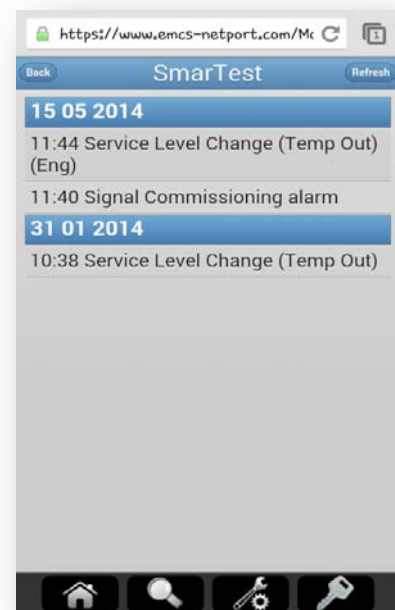 https://www.emcs-netport.com/Mc
1
Back
SmarTest
Refresh
15 05 2014
11:44 Service Level Change (Temp Out)
(Eng)
11:40 Signal Commissioning alarm
31 01 2014
10:38 Service Level Change (Temp Out)